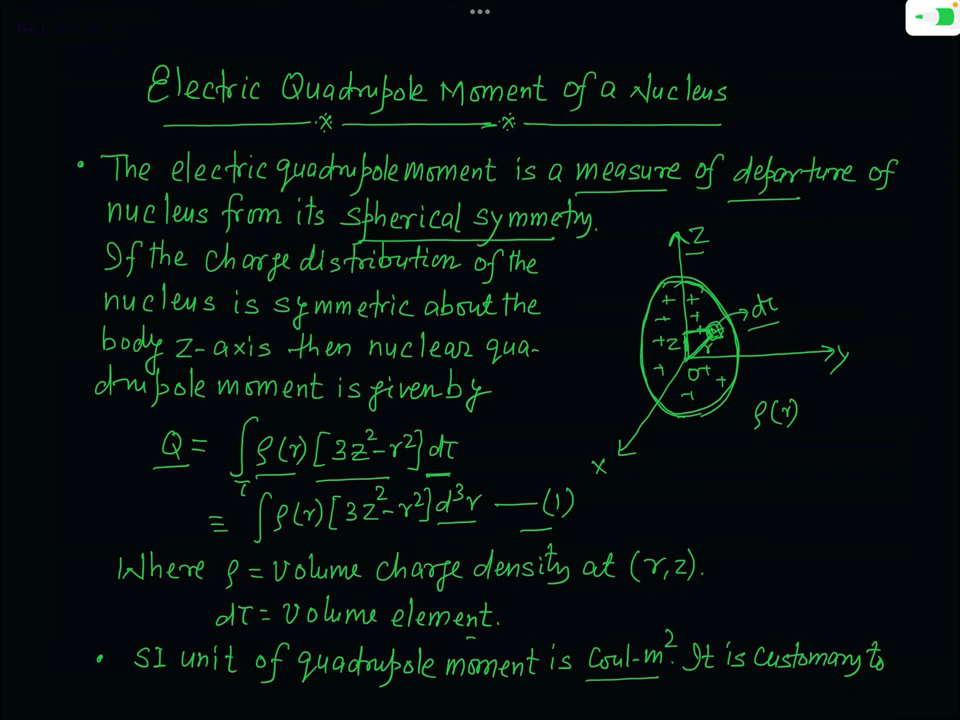 Electric Quadrupole Moment of a Nucleus
• The electric quadrupole moment is a measure of departure of
nucleus from its spherical symmetry.
If the charge distribution of the
nucleus is symmetric about the
body z-axis then nuclear qua-
drupole moment is given by
Q = ∫τ ρ(r) [3z²-r²] dτ
≡ ∫ρ(r) [3z²-r²] d³r — (1)
Where ρ = volume charge density at (r,z).
dτ = volume element.
• SI unit of quadrupole moment is Coul-m². It is customary to
Z
dτ
+ +
+ +
+ z + r
+ 0 + +
+
Y
ρ(r)
X